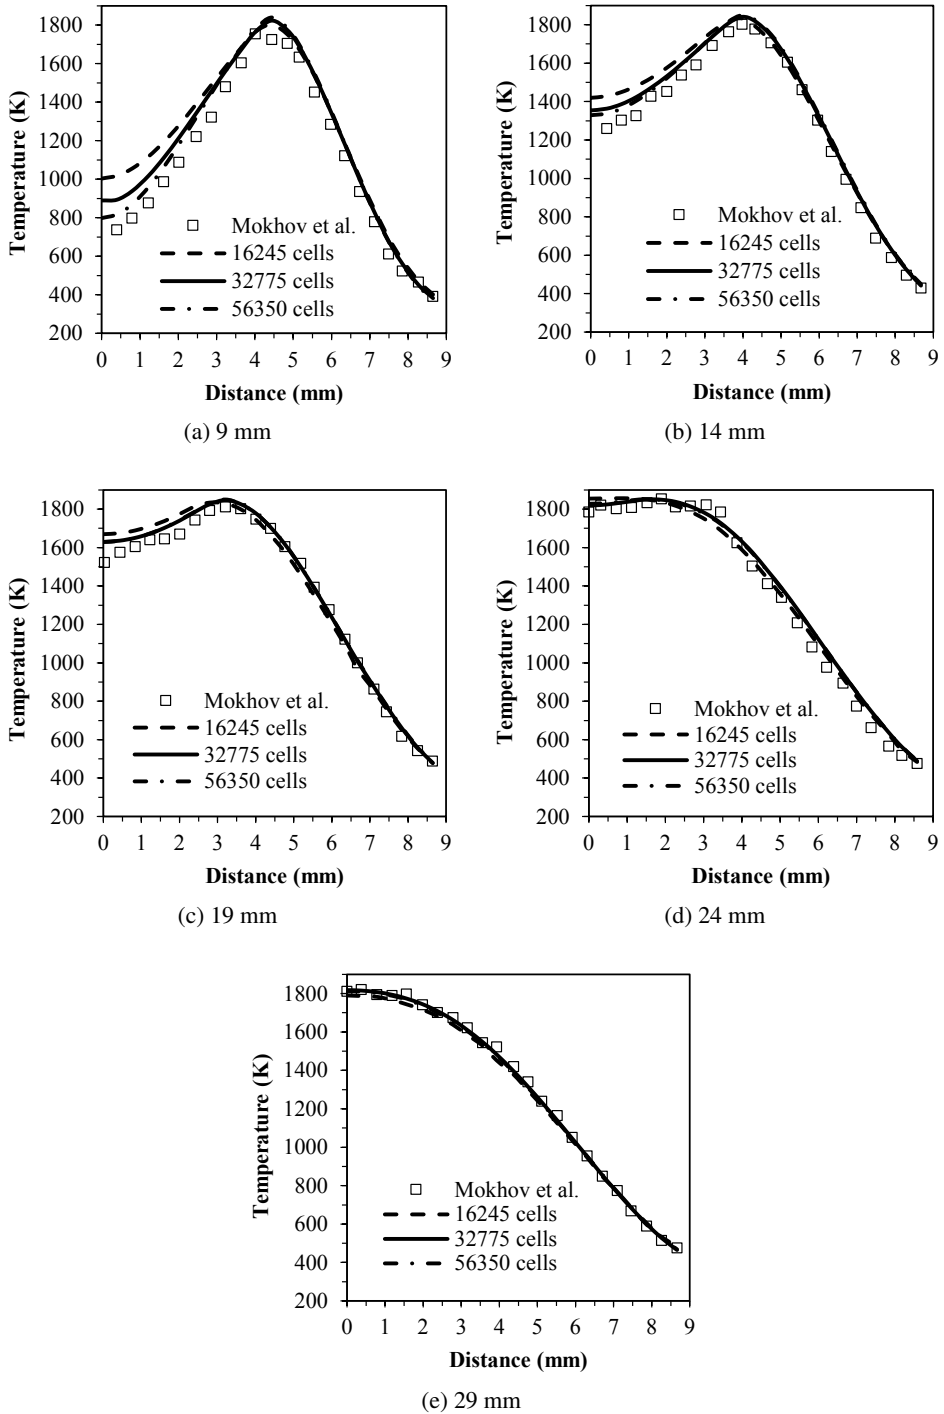 1800
1600
1400
1200
1000
800
600
400
200
Temperature (K)
Mokhov et al.
16245 cells
32775 cells
56350 cells
0 1 2 3 4 5 6 7 8 9
Distance (mm)
(a) 9 mm
1800
1600
1400
1200
1000
800
600
400
200
Temperature (K)
Mokhov et al.
16245 cells
32775 cells
56350 cells
0 1 2 3 4 5 6 7 8 9
Distance (mm)
(b) 14 mm
1800
1600
1400
1200
1000
800
600
400
200
Temperature (K)
Mokhov et al.
16245 cells
32775 cells
56350 cells
0 1 2 3 4 5 6 7 8 9
Distance (mm)
(c) 19 mm
1800
1600
1400
1200
1000
800
600
400
200
Temperature (K)
Mokhov et al.
16245 cells
32775 cells
56350 cells
0 1 2 3 4 5 6 7 8 9
Distance (mm)
(d) 24 mm
1800
1600
1400
1200
1000
800
600
400
200
Temperature (K)
Mokhov et al.
16245 cells
32775 cells
56350 cells
0 1 2 3 4 5 6 7 8 9
Distance (mm)
(e) 29 mm